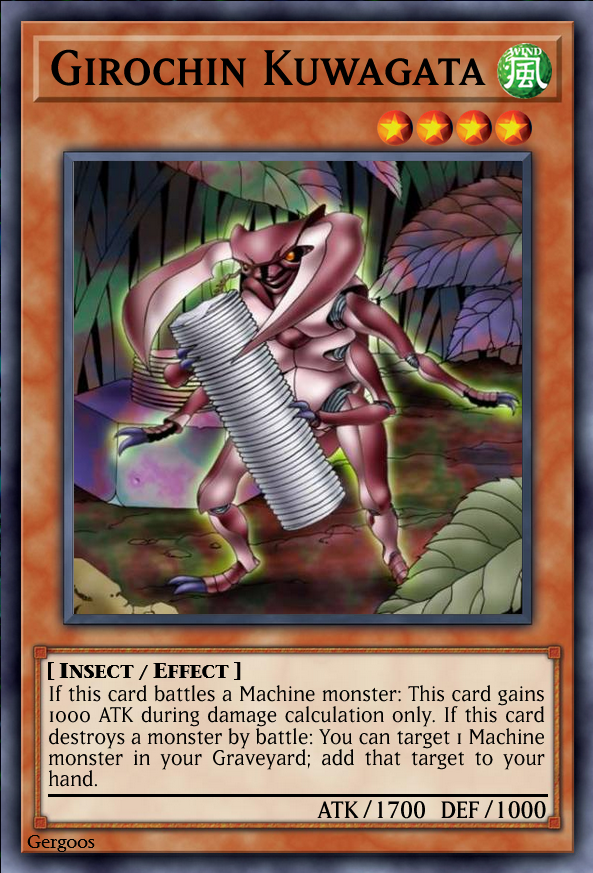 Girochin Kuwagata
WIND
風
[ Insect / Effect ]
If this card battles a Machine monster: This card gains
1000 ATK during damage calculation only. If this card
destroys a monster by battle: You can target 1 Machine
monster in your Graveyard; add that target to your
hand.
ATK / 1700 DEF / 1000
Gergoos